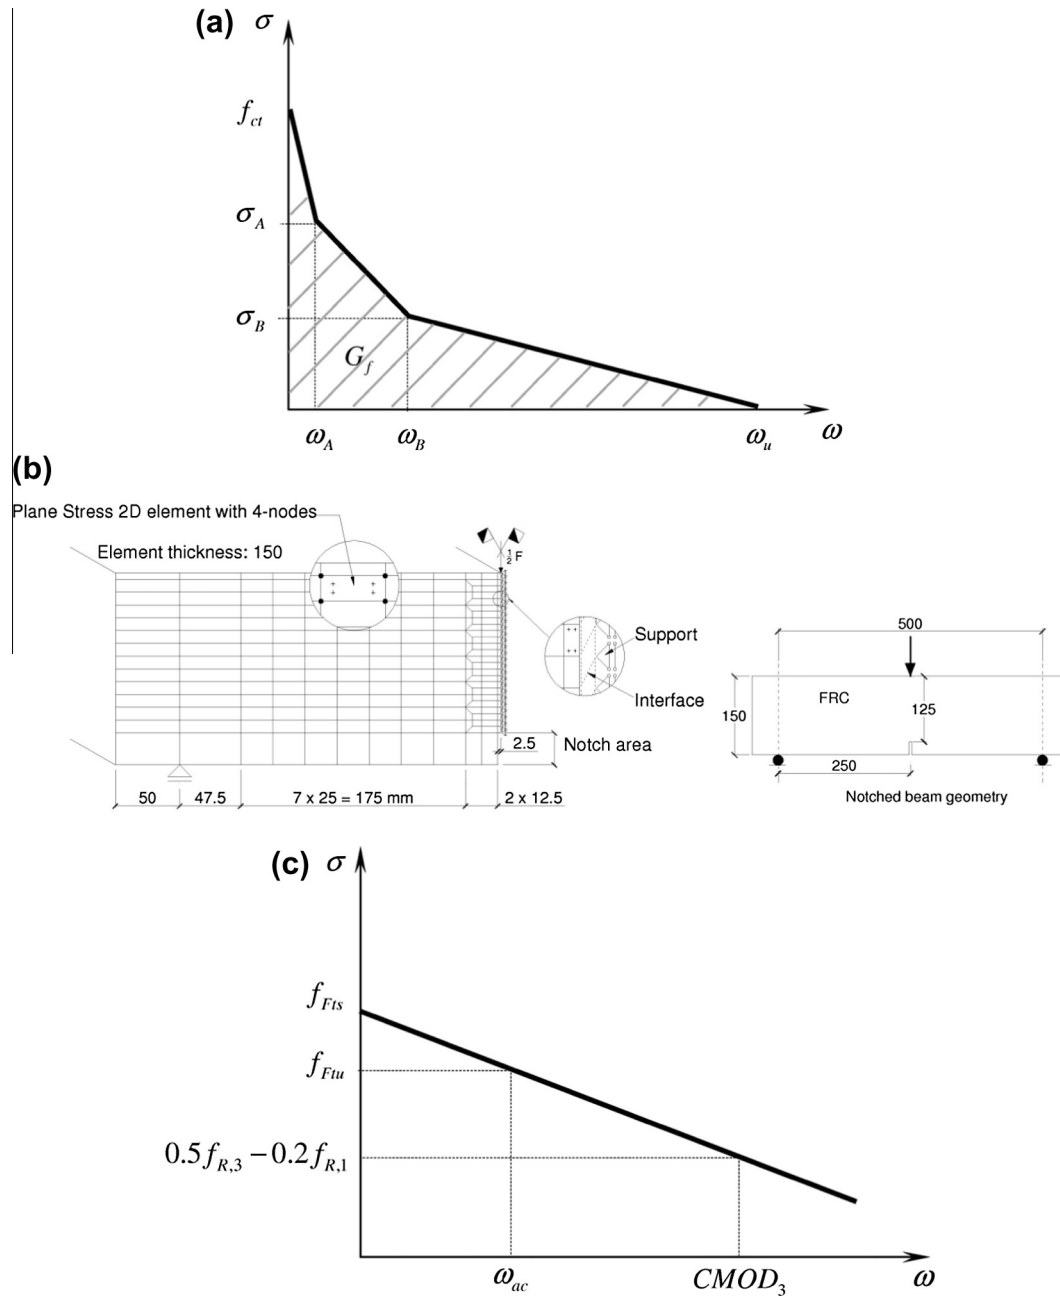 (a)
σ
f_ct
σ_A
σ_B
G_f
ω_A ω_B ω_u ω
(b)
Plane Stress 2D element with 4-nodes
Element thickness: 150
½ F
Support
Interface
2.5 Notch area
50 47.5 7 x 25 = 175 mm 2 x 12.5
500
FRC
150 125
250
Notched beam geometry
(c)
σ
f_Fts
f_Ftu
0.5f_R,3 − 0.2f_R,1
ω_ac CMOD_3 ω